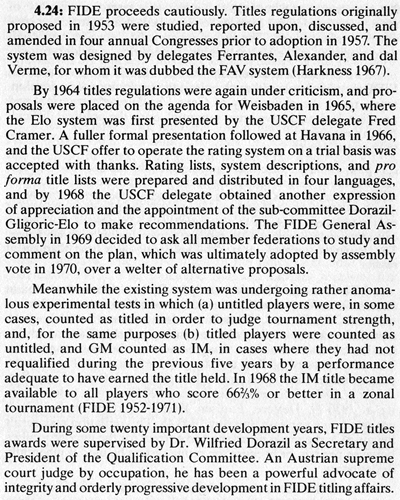 4.24: FIDE proceeds cautiously. Titles regulations originally
proposed in 1953 were studied, reported upon, discussed, and
amended in four annual Congresses prior to adoption in 1957. The
system was designed by delegates Ferrantes, Alexander, and dal
Verme, for whom it was dubbed the FAV system (Harkness 1967).
By 1964 titles regulations were again under criticism, and pro-
posals were placed on the agenda for Weisbaden in 1965, where
the Elo system was first presented by the USCF delegate Fred
Cramer. A fuller formal presentation followed at Havana in 1966,
and the USCF offer to operate the rating system on a trial basis was
accepted with thanks. Rating lists, system descriptions, and pro
forma title lists were prepared and distributed in four languages,
and by 1968 the USCF delegate obtained another expression
of appreciation and the appointment of the sub-committee Dorazil-
Gligoric-Elo to make recommendations. The FIDE General As-
sembly in 1969 decided to ask all member federations to study and
comment on the plan, which was ultimately adopted by assembly
vote in 1970, over a welter of alternative proposals.
Meanwhile the existing system was undergoing rather anoma-
lous experimental tests in which (a) untitled players were, in some
cases, counted as titled in order to judge tournament strength,
and, for the same purposes (b) titled players were counted as
untitled, and GM counted as IM, in cases where they had not
requalified during the previous five years by a performance
adequate to have earned the title held. In 1968 the IM title became
available to all players who score 66⅔% or better in a zonal
tournament (FIDE 1952-1971).
During some twenty important development years, FIDE titles
awards were supervised by Dr. Wilfried Dorazil as Secretary and
President of the Qualification Committee. An Austrian supreme
court judge by occupation, he has been a powerful advocate of
integrity and orderly progressive development in FIDE titling affairs.